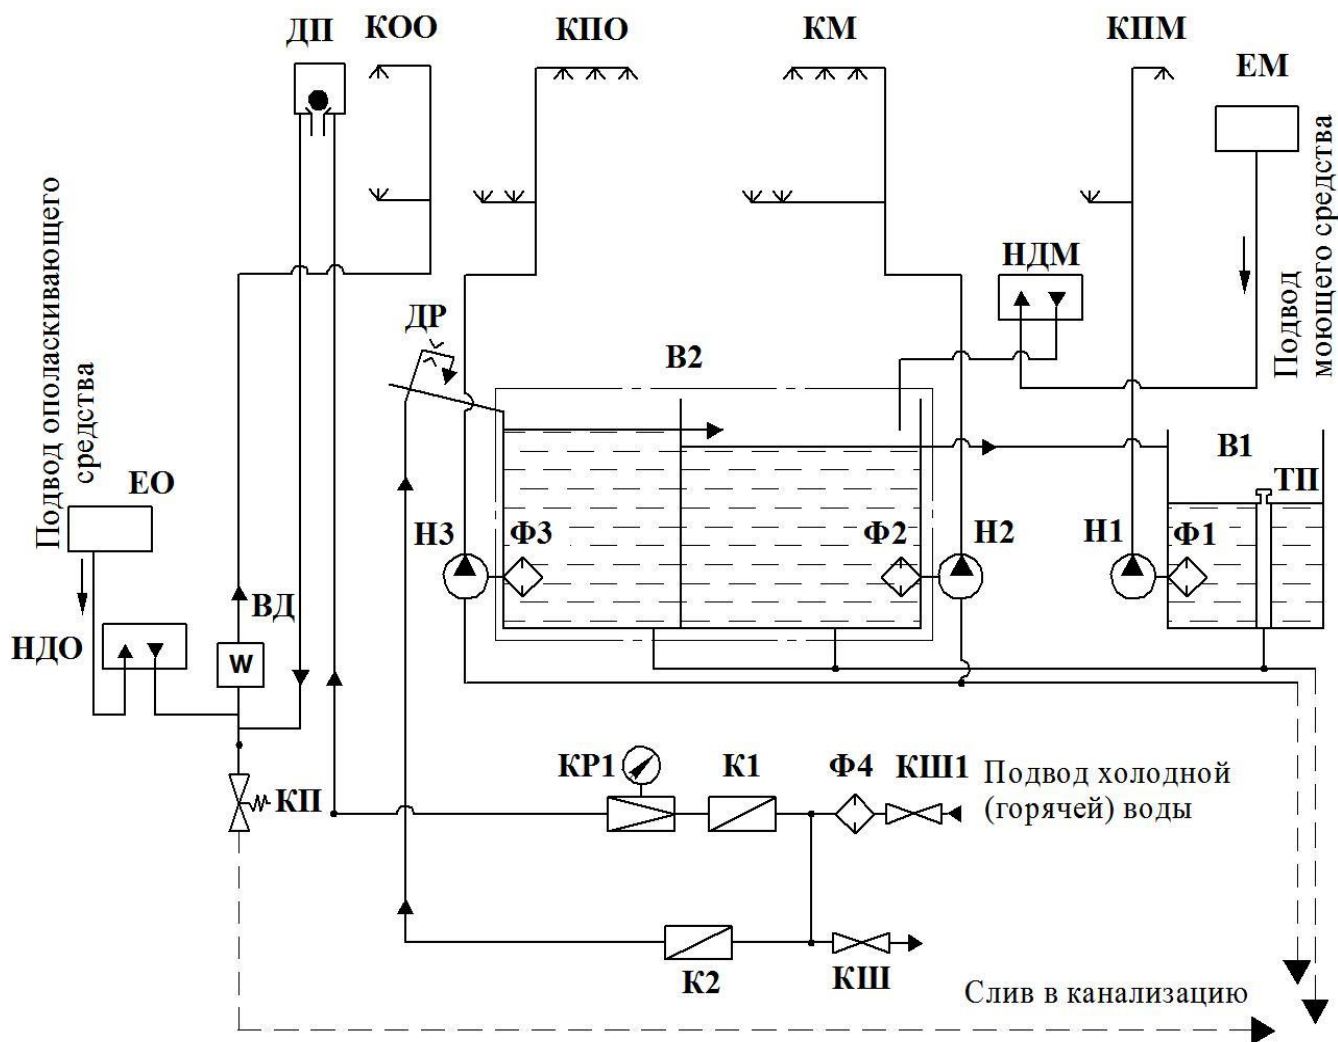 ДП
КОО
КПО
КМ
КПМ
ЕМ
Подвод
моющего средства
НДМ
ДР
В2
Подвод ополаскивающего
средства
ЕО
В1
ТП
Н3
Ф3
Ф2
Н2
Н1
Ф1
ВД
НДО
W
КР1
К1
Ф4
КШ1
Подвод холодной
(горячей) воды
КП
К2
КШ
Слив в канализацию